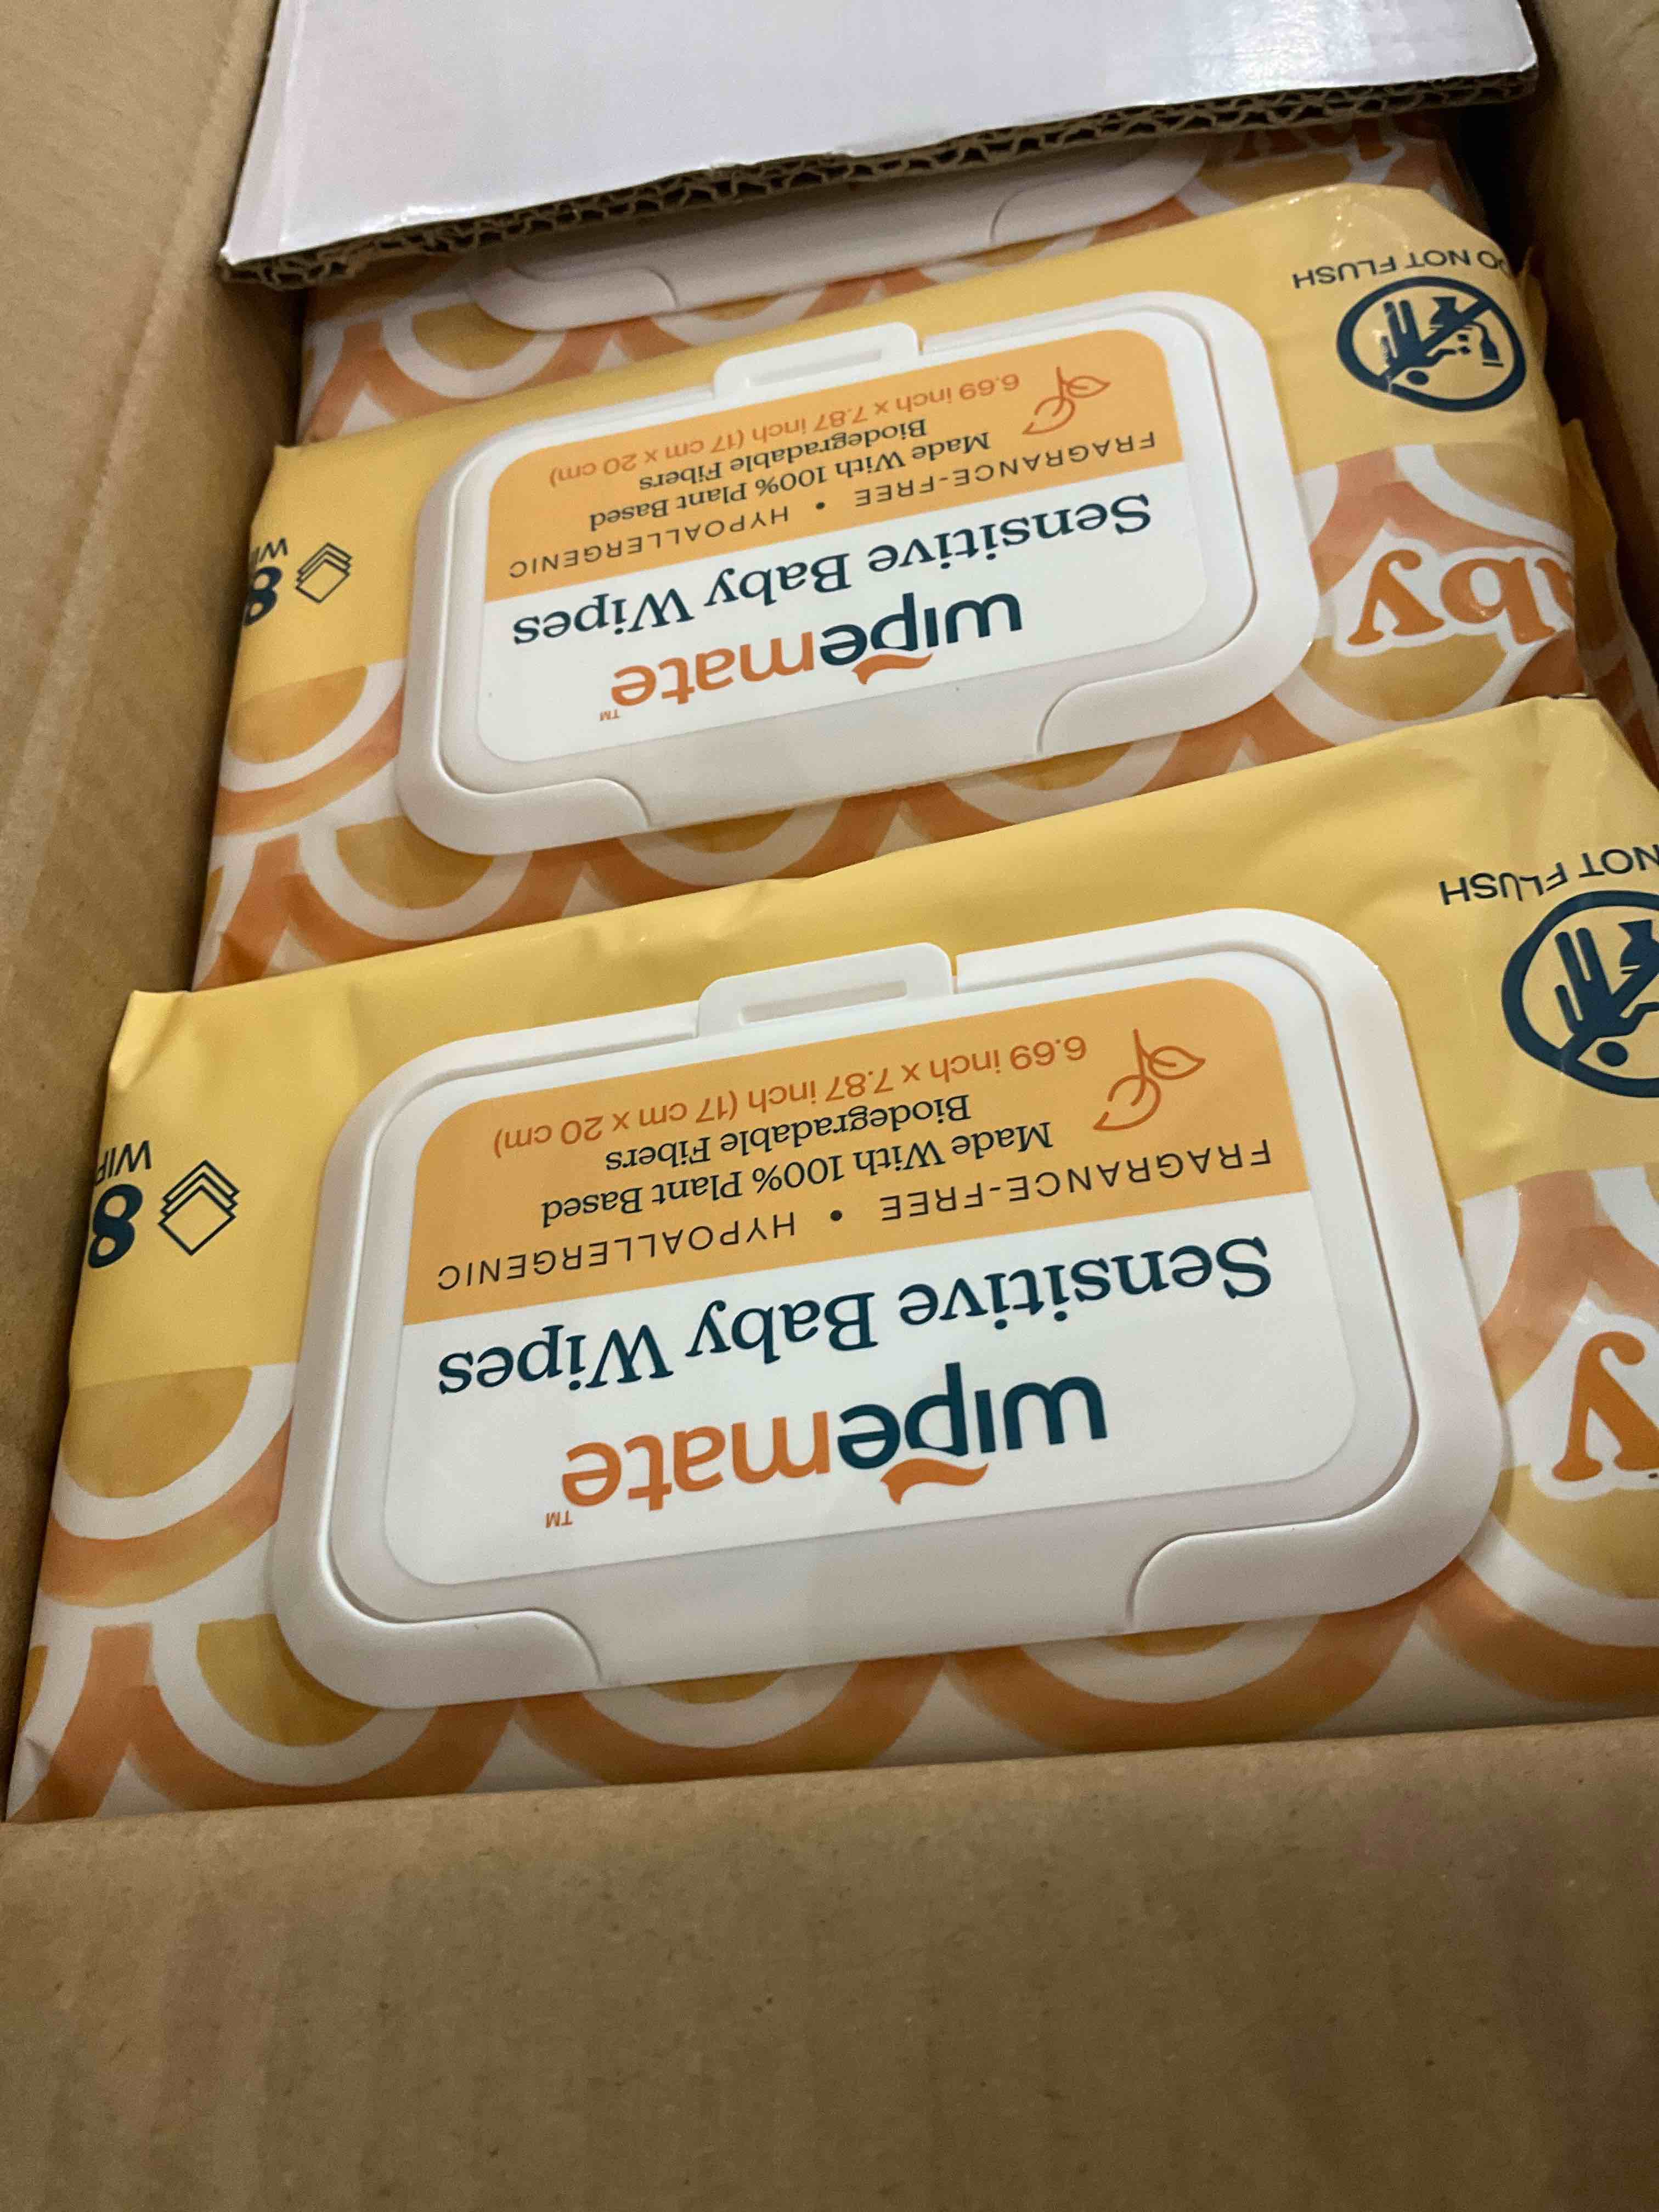 wipemate™
Sensitive Baby Wipes
FRAGRANCE-FREE • HYPOALLERGENIC
Made With 100% Plant Based
Biodegradable Fibers
6.69 inch x 7.87 inch (17 cm x 20 cm)
NOT FLUSH
wipemate™
Sensitive Baby Wipes
FRAGRANCE-FREE • HYPOALLERGENIC
Made With 100% Plant Based
Biodegradable Fibers
6.69 inch x 7.87 inch (17 cm x 20 cm)
DO NOT FLUSH